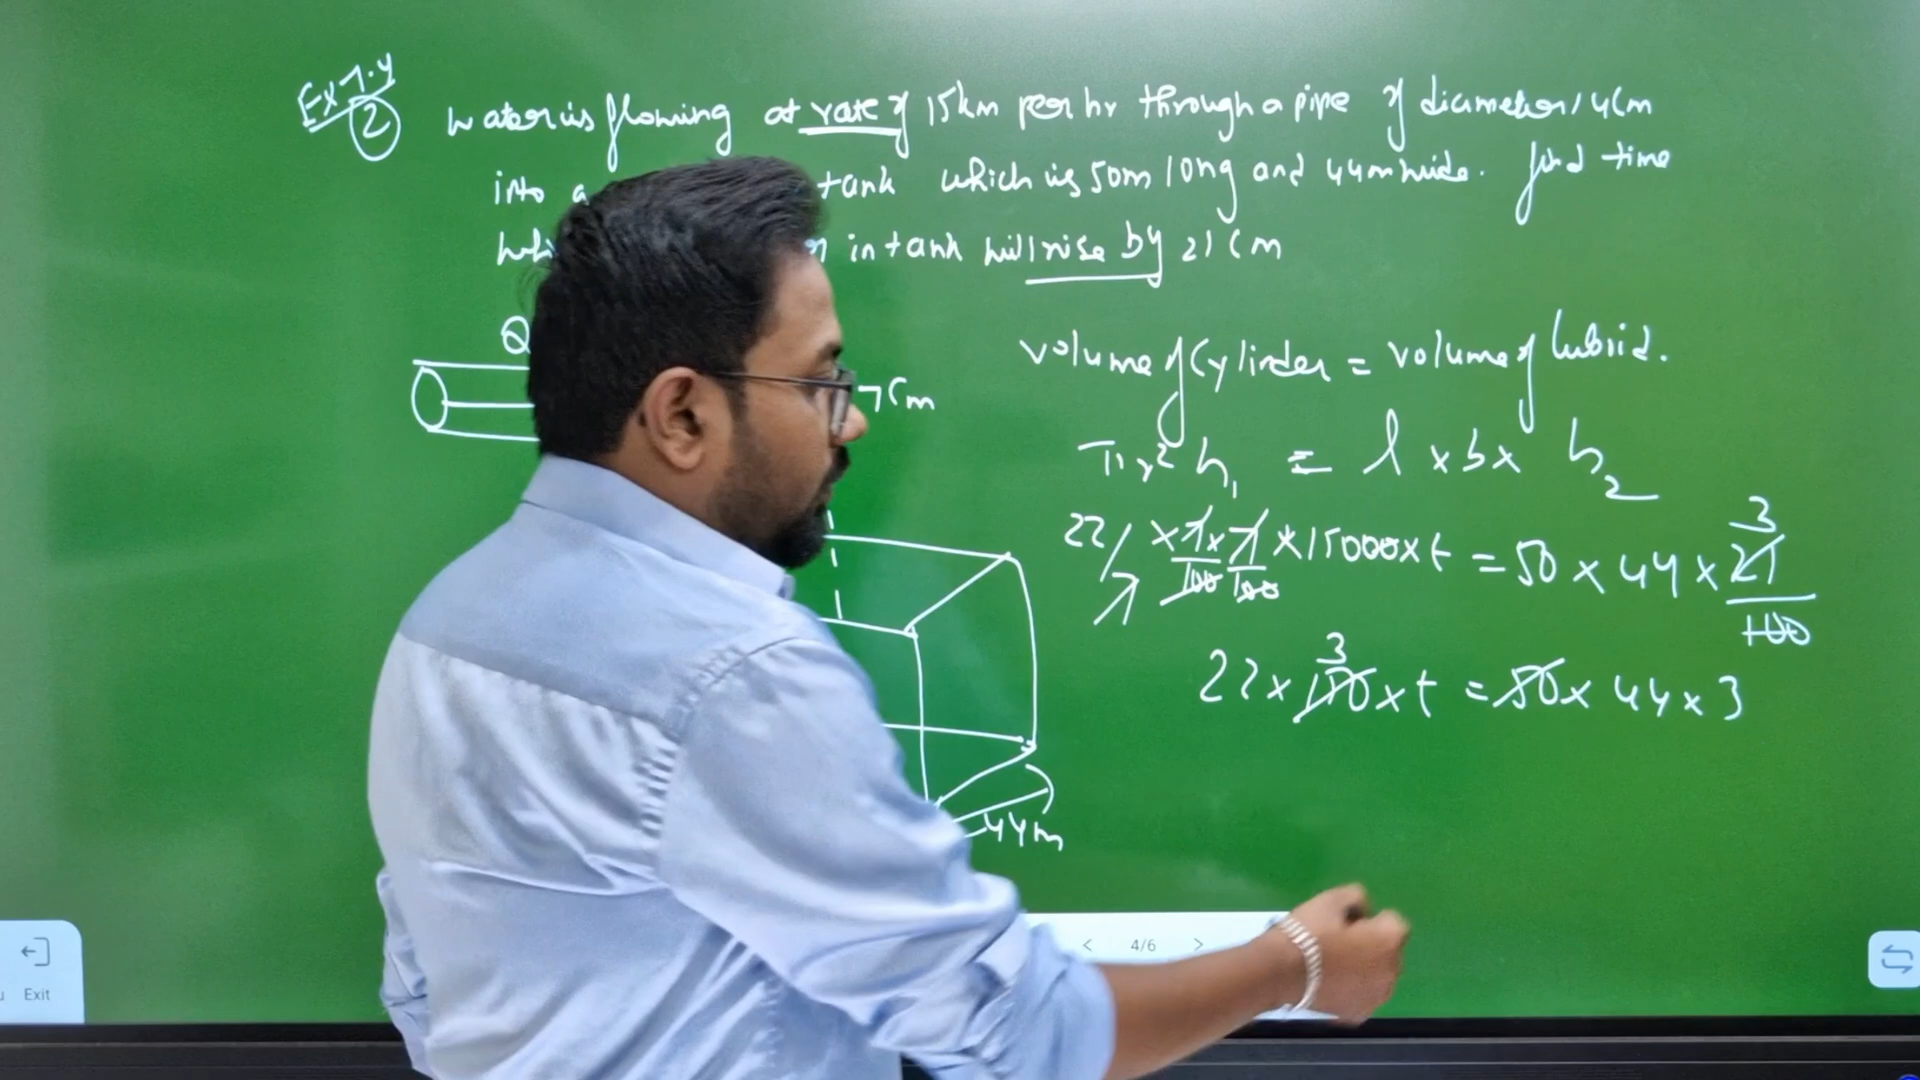 Ex 7.4
2 Water is flowing at rate of 15km per hr through a pipe of diameter 14cm
into a tank which is 50m long and 44m wide. find time
in tank will rise by 21cm
Q
7cm
volume of cylinder = volume of cuboid.
πr² h₁ = l × b × h₂
22/7 × 7/100 × 7/100 × 15000 × t = 50 × 44 × 21/100
3
22 × 150 × t = 50 × 44 × 3
3
44m
< 4/6 >
Exit